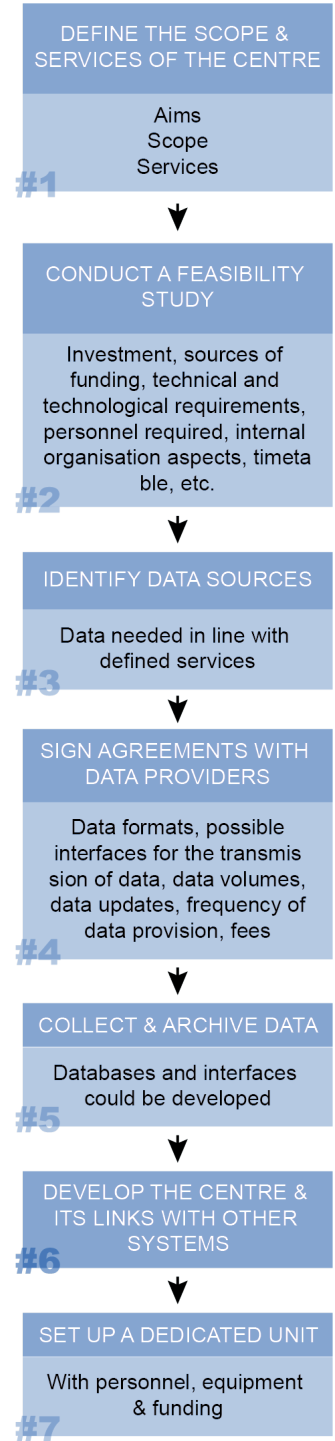 DEFINE THE SCOPE &
SERVICES OF THE CENTRE
Aims
Scope
Services
#1
CONDUCT A FEASIBILITY
STUDY
Investment, sources of
funding, technical and
technological requirements,
personnel required, internal
organisation aspects, timeta
ble, etc.
#2
IDENTIFY DATA SOURCES
Data needed in line with
defined services
#3
SIGN AGREEMENTS WITH
DATA PROVIDERS
Data formats, possible
interfaces for the transmis
sion of data, data volumes,
data updates, frequency of
data provision, fees
#4
COLLECT & ARCHIVE DATA
Databases and interfaces
could be developed
#5
DEVELOP THE CENTRE &
ITS LINKS WITH OTHER
SYSTEMS
#6
SET UP A DEDICATED UNIT
With personnel, equipment
& funding
#7